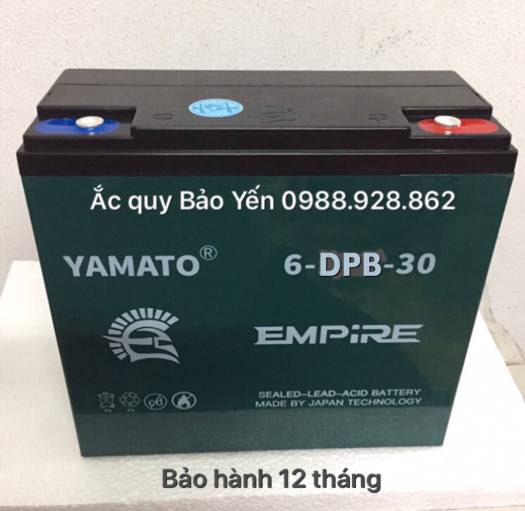 Ắc quy Bảo Yến 0988.928.862
YAMATO® 6-DPB-30
EMPIRE
SEALED-LEAD-ACID BATTERY
MADE BY JAPAN TECHNOLOGY
Pb
Bảo hành 12 tháng